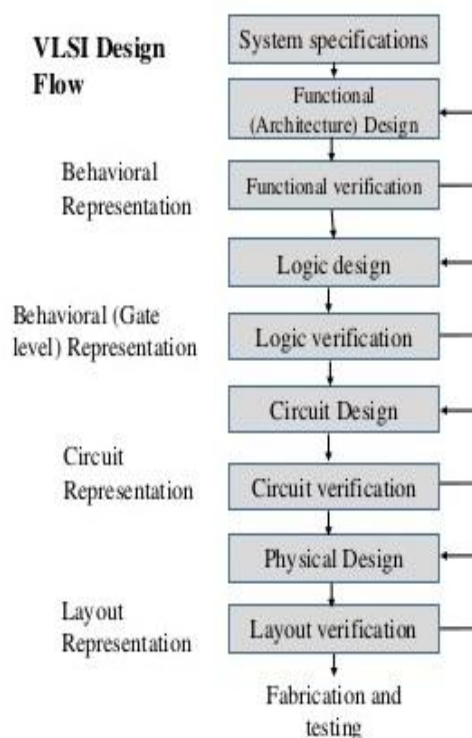 VLSI Design
Flow
System specifications
Functional
(Architecture) Design
Behavioral
Representation
Functional verification
Logic design
Behavioral (Gate
level) Representation
Logic verification
Circuit Design
Circuit
Representation
Circuit verification
Physical Design
Layout
Representation
Layout verification
Fabrication and
testing